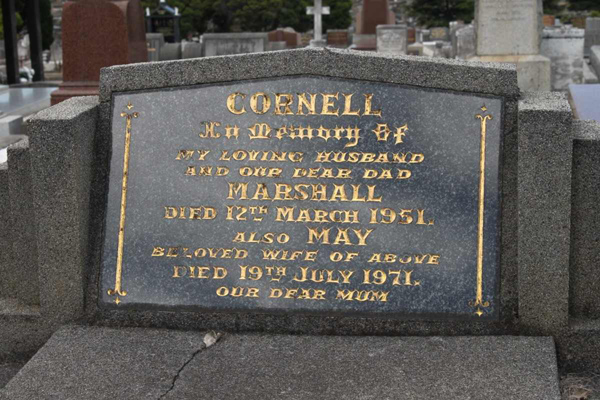 CORNELL
CORNELL
In Memory of
MY LOVING HUSBAND
AND OUR DEAR DAD
MARSHALL
DIED 12TH MARCH 1951.
ALSO MAY
BELOVED WIFE OF ABOVE
DIED 19TH JULY 1971.
OUR DEAR MUM